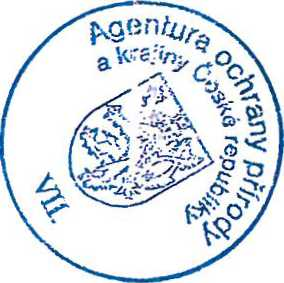 Agentura ochrany přírody
a krajiny České republiky
VII.